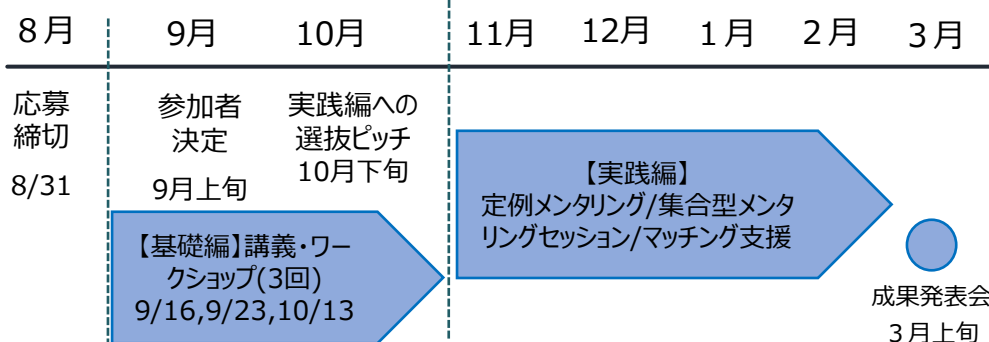 8月 9月 10月 11月 12月 1月 2月 3月
応募
締切
8/31
参加者
決定
9月上旬
実践編への
選抜ピッチ
10月下旬
【基礎編】講義・ワー
クショップ(3回)
9/16,9/23,10/13
【実践編】
定例メンタリング/集合型メンタ
リングセッション/マッチング支援
成果発表会
3月上旬